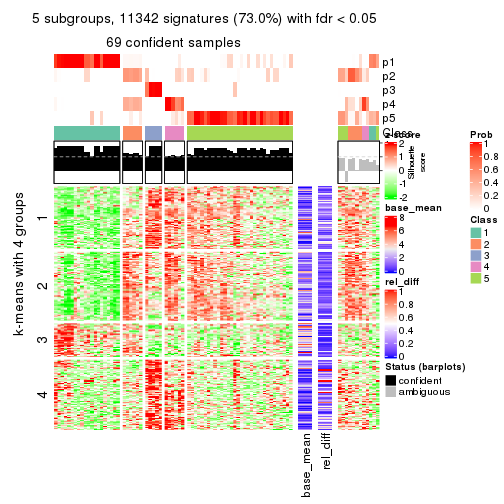 5 subgroups, 11342 signatures (73.0%) with fdr < 0.05
69 confident samples
p1
p2
p3
p4
p5
Class
Silhouette
score
k-means with 4 groups
1
2
3
4
base_mean
rel_diff
z-score
2
1
0
-1
-2
base_mean
8
6
4
2
0
rel_diff
1
0.8
0.6
0.4
0.2
0
Status (barplots)
confident
ambiguous
Prob
1
0.8
0.6
0.4
0.2
0
Class
1
2
3
4
5